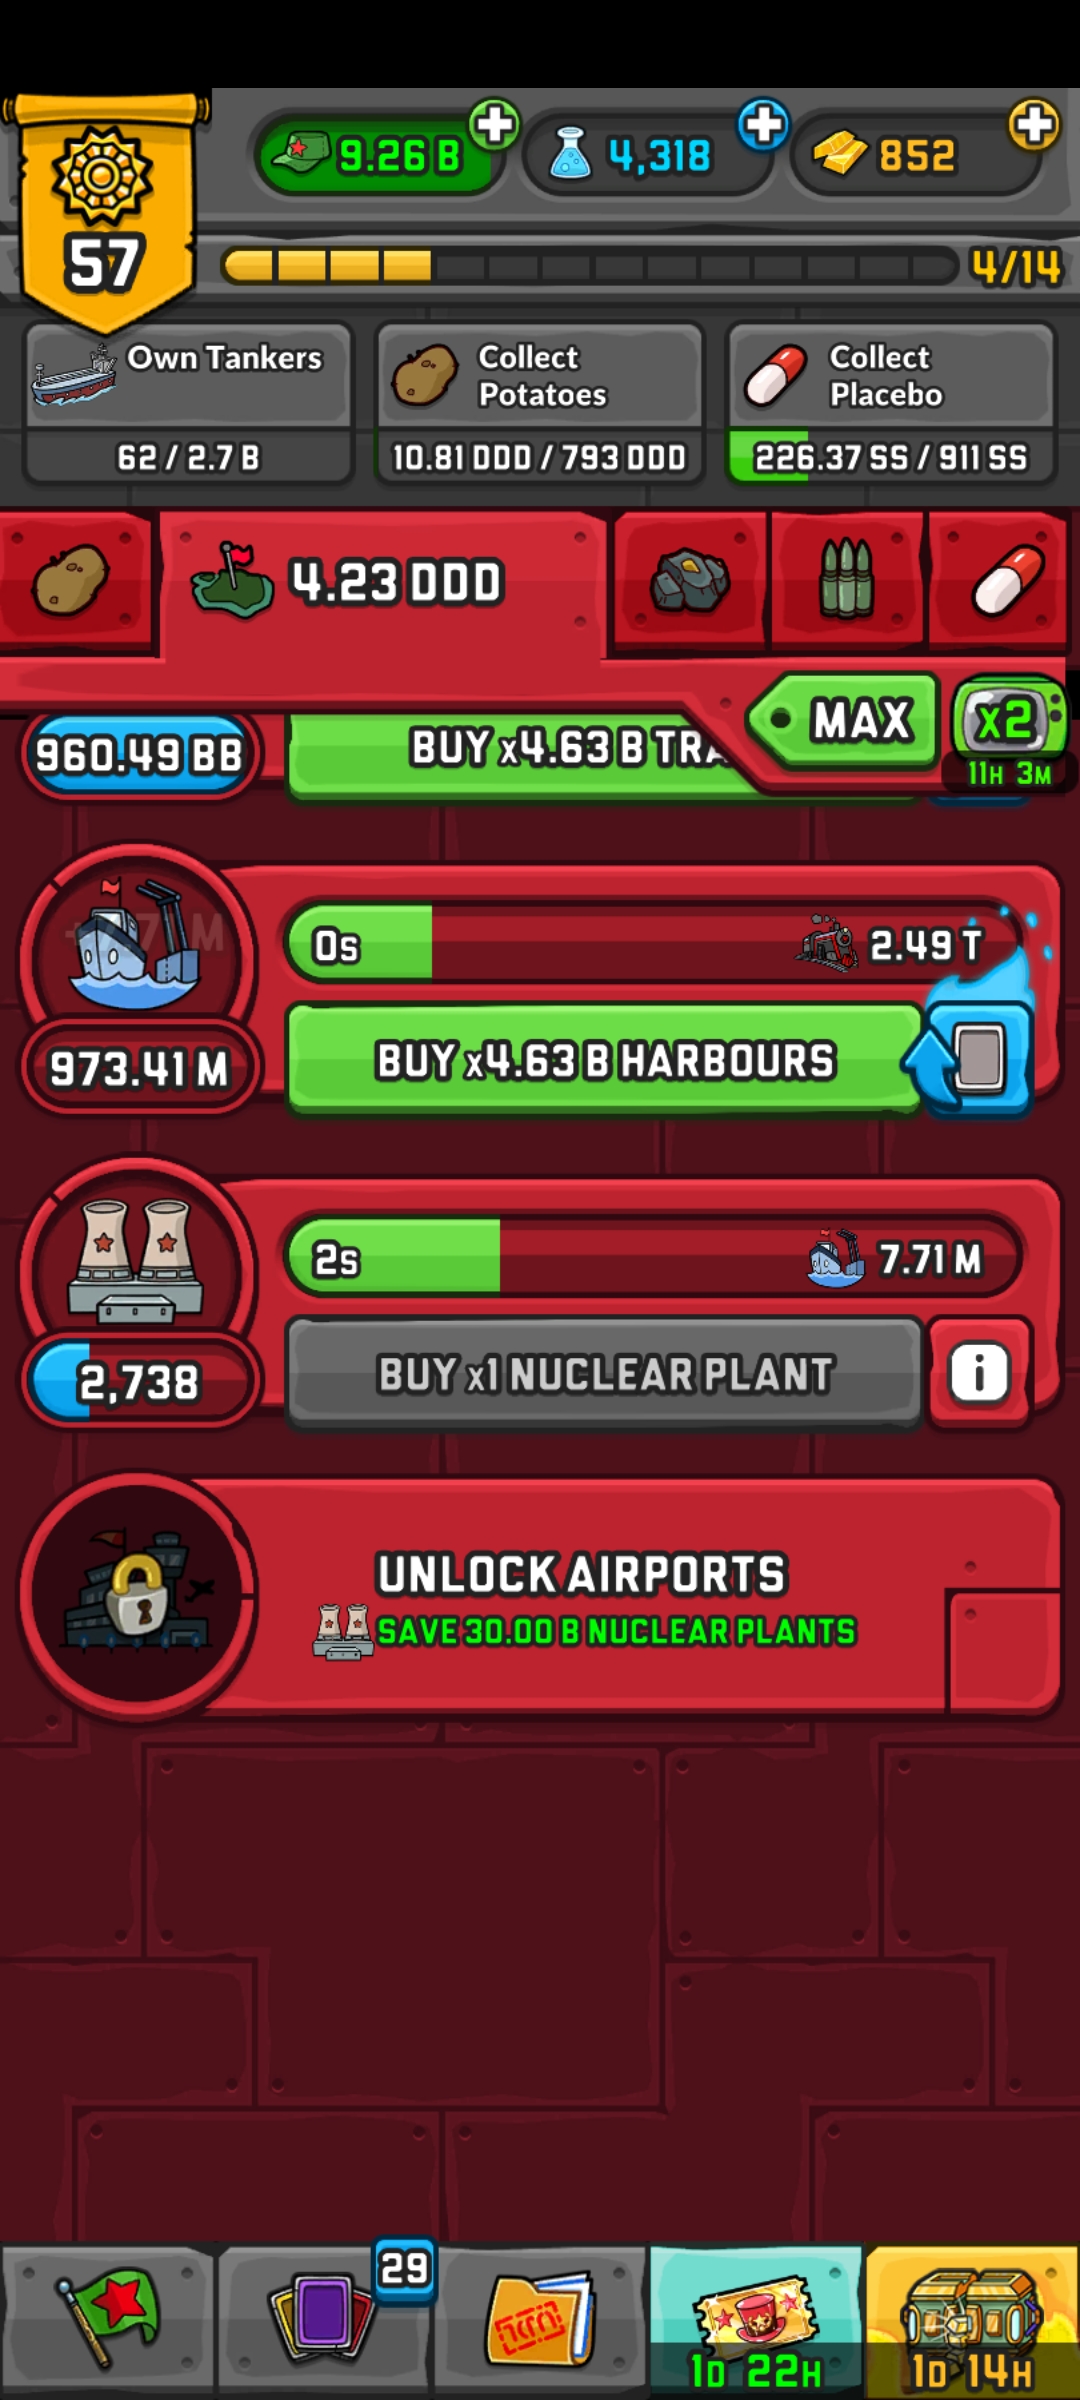 9.26 B
4,318
852
57
4/14
Own Tankers
62 / 2.7 B
Collect
Potatoes
10.81 DDD / 793 DDD
Collect
Placebo
226.37 SS / 911 SS
4.23 DDD
MAX
x2
11H 3M
960.49 BB
BUY x4.63 B TRA
0s
2.49 T
973.41 M
BUY x4.63 B HARBOURS
2s
7.71 M
2,738
BUY x1 NUCLEAR PLANT
i
UNLOCK AIRPORTS
SAVE 30.00 B NUCLEAR PLANTS
29
1D 22H
1D 14H